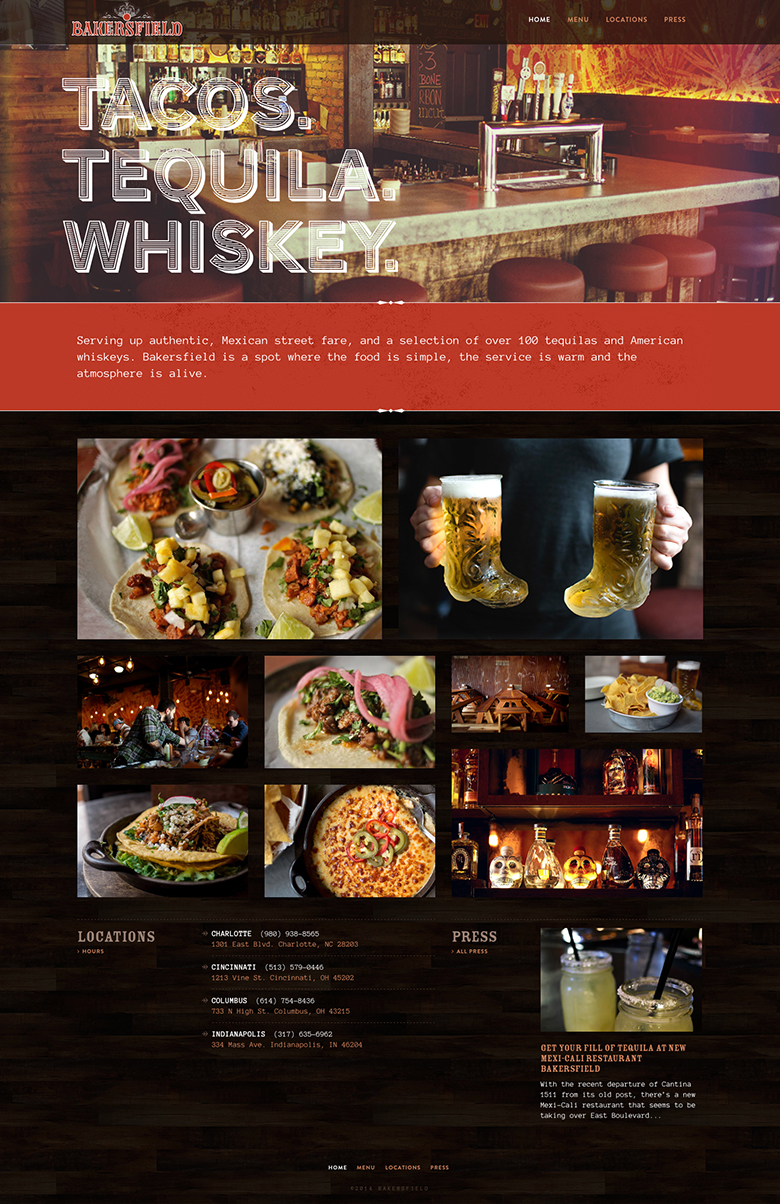 BAKERSFIELD
HOME MENU LOCATIONS PRESS
TACOS.
TEQUILA.
WHISKEY.
Serving up authentic, Mexican street fare, and a selection of over 100 tequilas and American
whiskeys. Bakersfield is a spot where the food is simple, the service is warm and the
atmosphere is alive.
LOCATIONS
HOURS
CHARLOTTE (980) 938-8565
1301 East Blvd. Charlotte, NC 28203
CINCINNATI (513) 579-0446
1213 Vine St. Cincinnati, OH 45202
COLUMBUS (614) 754-8436
733 N High St. Columbus, OH 43215
INDIANAPOLIS (317) 635-6962
334 Mass Ave. Indianapolis, IN 46204
PRESS
ALL PRESS
GET YOUR FILL OF TEQUILA AT NEW
MEXI-CALI RESTAURANT
BAKERSFIELD
With the recent departure of Cantina
1511 from its old post, there's a new
Mexi-Cali restaurant that seems to be
taking over East Boulevard...
HOME MENU LOCATIONS PRESS
©2014 BAKERSFIELD